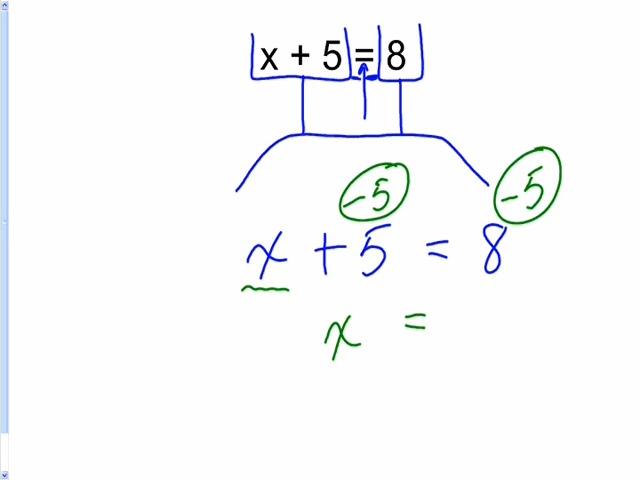 x + 5 = 8
-5 -5
x + 5 = 8
x =